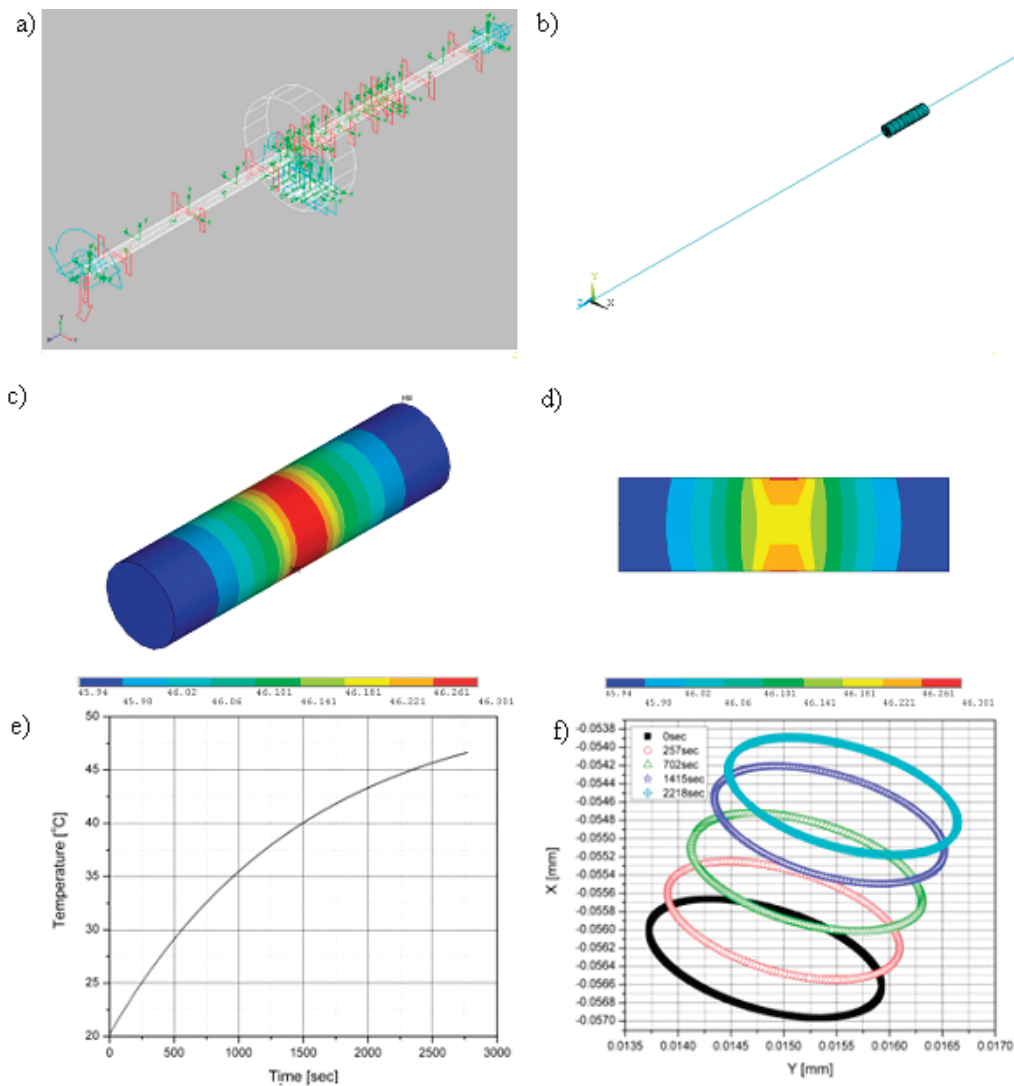 a)
b)
Y
Z
X
c)
d)
45.94 46.02 46.101 46.181 46.261
45.98 46.06 46.141 46.221 46.301
45.94 46.02 46.101 46.181 46.261
45.98 46.06 46.141 46.221 46.301
e)
50
45
40
35
30
25
20
Temperature [°C]
0 500 1000 1500 2000 2500 3000
Time [sec]
f)
0sec
257sec
702sec
1415sec
2218sec
-0.0538
-0.0540
-0.0542
-0.0544
-0.0546
-0.0548
-0.0550
-0.0552
-0.0554
-0.0556
-0.0558
-0.0560
-0.0562
-0.0564
-0.0566
-0.0568
-0.0570
X [mm]
0.0135 0.0140 0.0145 0.0150 0.0155 0.0160 0.0165 0.0170
Y [mm]